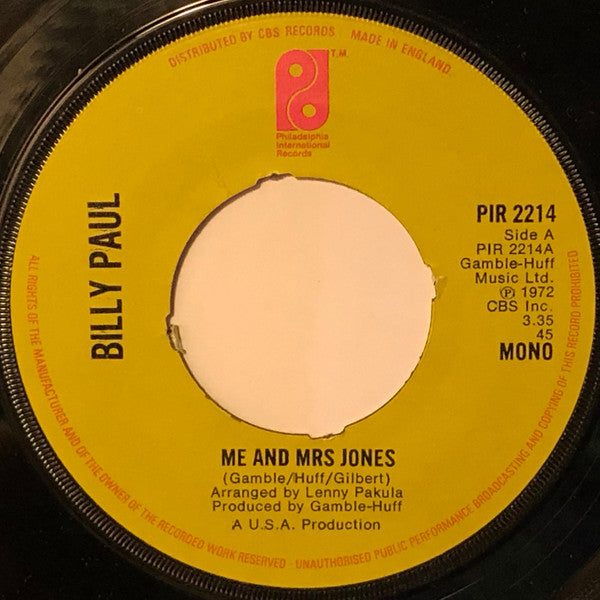 DISTRIBUTED BY CBS RECORDS MADE IN ENGLAND
T.M.
Philadelphia
International
Records
BILLY PAUL
PIR 2214
Side A
PIR 2214A
Gamble-Huff
Music Ltd.
℗ 1972
CBS Inc.
3.35
45
MONO
ME AND MRS JONES
(Gamble/Huff/Gilbert)
Arranged by Lenny Pakula
Produced by Gamble-Huff
A U.S.A. Production
ALL RIGHTS OF THE MANUFACTURER AND OF THE OWNER OF THE RECORDED WORK RESERVED - UNAUTHORISED PUBLIC PERFORMANCE BROADCASTING AND COPYING OF THIS RECORD PROHIBITED